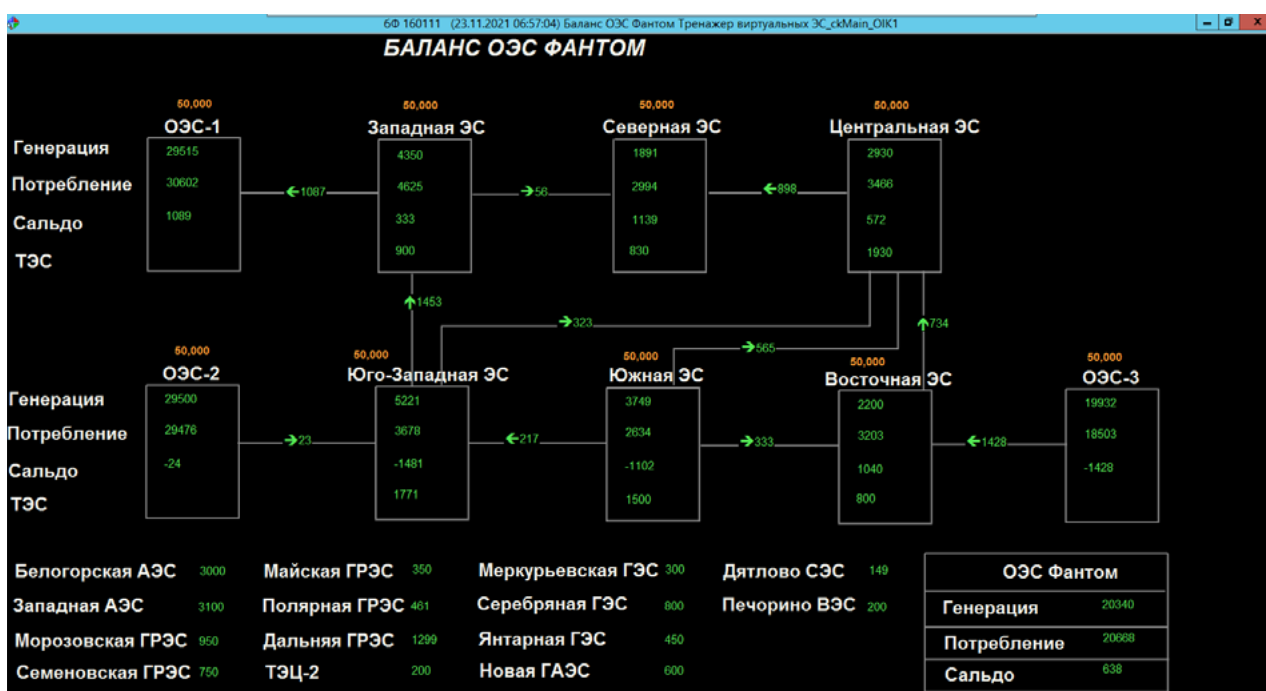 6Ф 160111 (23.11.2021 06:57:04) Баланс ОЭС Фантом Тренажер виртуальных ЭС_ckMain_OIK1
БАЛАНС ОЭС ФАНТОМ
50,000 50,000 50,000 50,000
ОЭС-1 Западная ЭС Северная ЭС Центральная ЭС
Генерация 29515 4350 1891 2930
Потребление 30602 1087 4625 56 2994 898 3466
Сальдо 1089 333 1139 572
ТЭС 900 830 1930
1453
323 734
565
50,000 50,000 50,000 50,000 50,000
ОЭС-2 Юго-Западная ЭС Южная ЭС Восточная ЭС ОЭС-3
Генерация 29500 5221 3749 2200 19932
Потребление 29476 23 3678 217 2634 333 3203 1428 18503
Сальдо -24 -1481 -1102 1040 -1428
ТЭС 1771 1500 800
Белогорская АЭС 3000 Майская ГРЭС 350 Меркурьевская ГЭС 300 Дятлово СЭС 149 ОЭС Фантом
Западная АЭС 3100 Полярная ГРЭС 461 Серебряная ГЭС 800 Печорино ВЭС 200 Генерация 20340
Морозовская ГРЭС 950 Дальняя ГРЭС 1299 Янтарная ГЭС 450 Потребление 20668
Семеновская ГРЭС 750 ТЭЦ-2 200 Новая ГАЭС 600 Сальдо 638